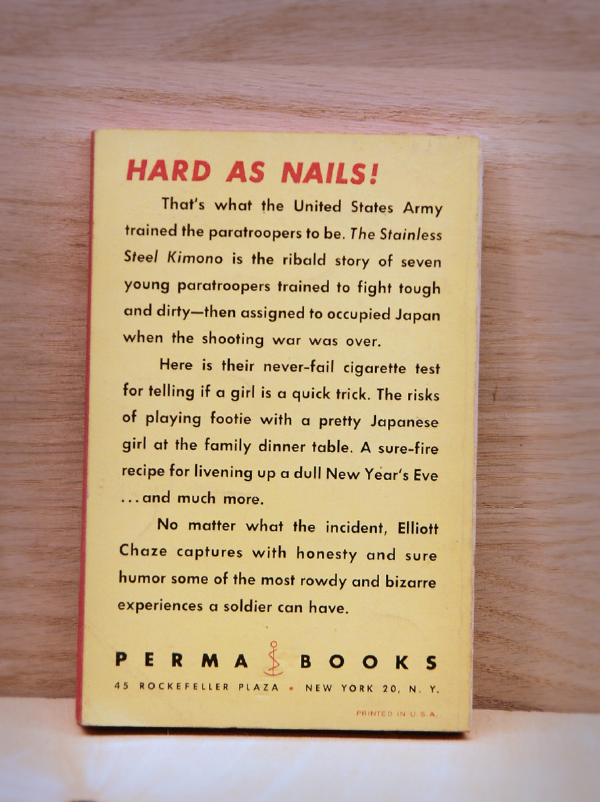 HARD AS NAILS!
That's what the United States Army
trained the paratroopers to be. The Stainless
Steel Kimono is the ribald story of seven
young paratroopers trained to fight tough
and dirty—then assigned to occupied Japan
when the shooting war was over.
Here is their never-fail cigarette test
for telling if a girl is a quick trick. The risks
of playing footie with a pretty Japanese
girl at the family dinner table. A sure-fire
recipe for livening up a dull New Year's Eve
...and much more.
No matter what the incident, Elliott
Chaze captures with honesty and sure
humor some of the most rowdy and bizarre
experiences a soldier can have.
PERMA BOOKS
45 ROCKEFELLER PLAZA • NEW YORK 20, N. Y.
PRINTED IN U.S.A.